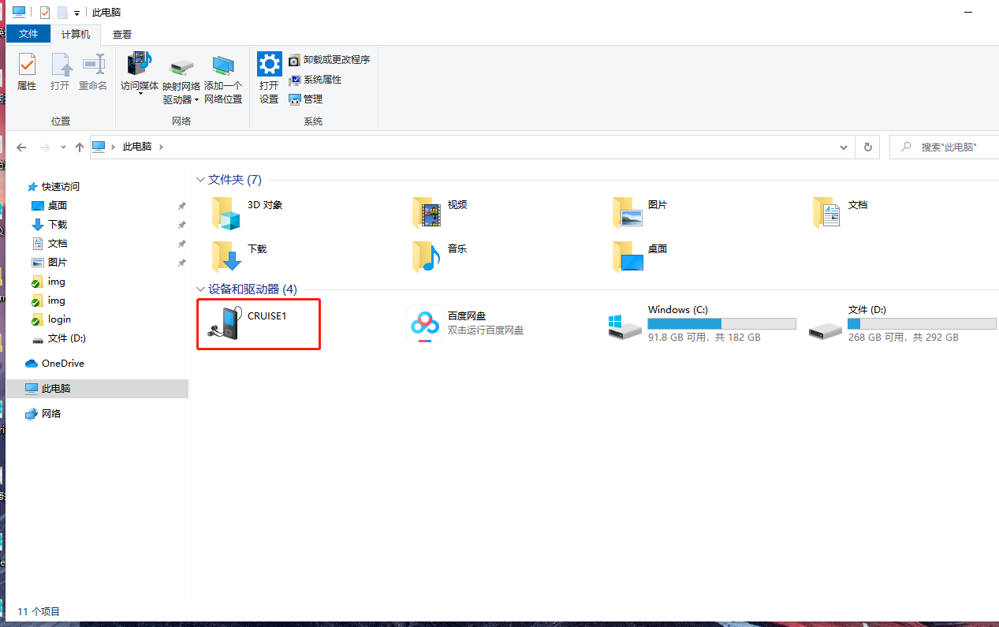 此电脑
文件
计算机
查看
属性
打开
重命名
访问媒体
映射网络
驱动器
添加一个
网络位置
打开
设置
卸载或更改程序
系统属性
管理
位置
网络
系统
此电脑
搜索"此电脑"
快速访问
桌面
下载
文档
图片
img
img
login
文件 (D:)
OneDrive
此电脑
网络
文件夹 (7)
3D 对象
视频
图片
文档
下载
音乐
桌面
设备和驱动器 (4)
CRUISE1
百度网盘
双击运行百度网盘
Windows (C:)
91.8 GB 可用，共 182 GB
文件 (D:)
268 GB 可用，共 292 GB
11 个项目